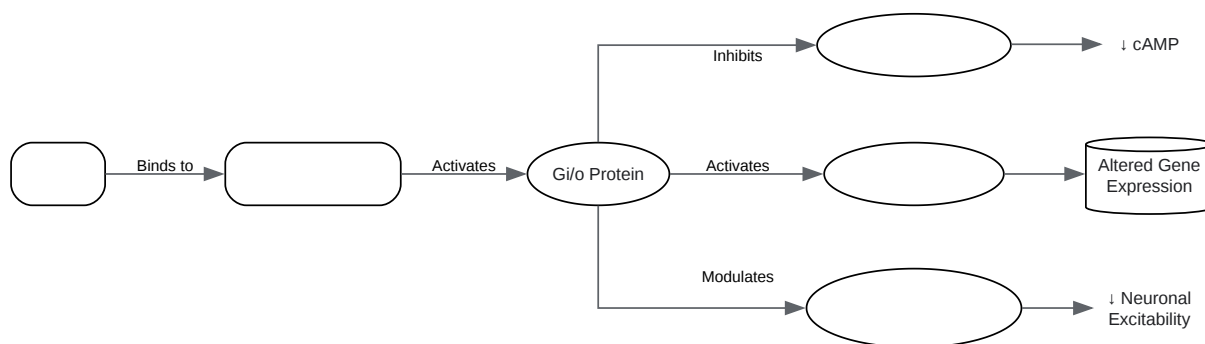 Inhibits
↓ cAMP
Binds to
Activates
Gi/o Protein
Activates
Altered Gene
Expression
Modulates
↓ Neuronal
Excitability